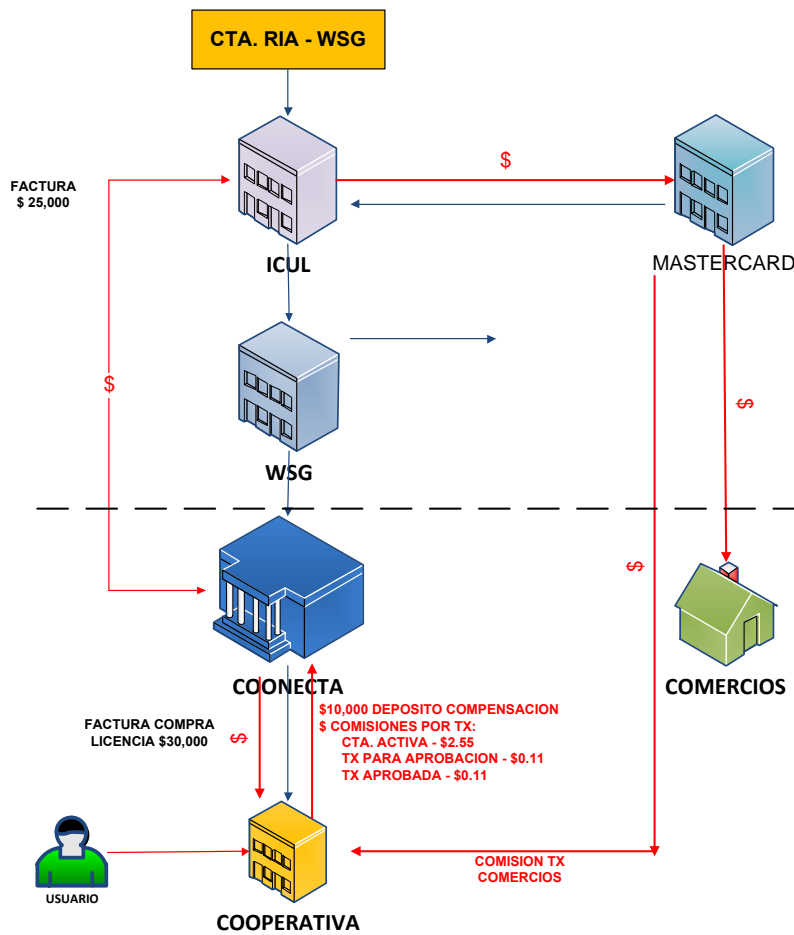 CTA. RIA - WSG
$
FACTURA
$ 25,000
ICUL
MASTERCARD
$
$
WSG
$
COONECTA
COMERCIOS
$10,000 DEPOSITO COMPENSACION
$ COMISIONES POR TX:
CTA. ACTIVA - $2.55
TX PARA APROBACION - $0.11
TX APROBADA - $0.11
FACTURA COMPRA
LICENCIA $30,000
$
COMISION TX
COMERCIOS
USUARIO
COOPERATIVA